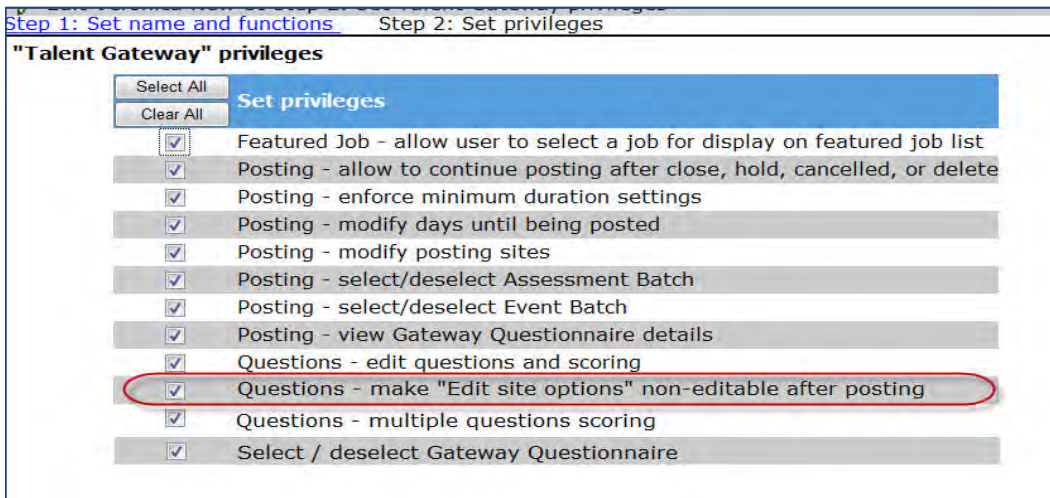 Step 1: Set name and functions Step 2: Set privileges
"Talent Gateway" privileges
Select All
Set privileges
Clear All
Featured Job - allow user to select a job for display on featured job list
Posting - allow to continue posting after close, hold, cancelled, or delete
Posting - enforce minimum duration settings
Posting - modify days until being posted
Posting - modify posting sites
Posting - select/deselect Assessment Batch
Posting - select/deselect Event Batch
Posting - view Gateway Questionnaire details
Questions - edit questions and scoring
Questions - make "Edit site options" non-editable after posting
Questions - multiple questions scoring
Select / deselect Gateway Questionnaire